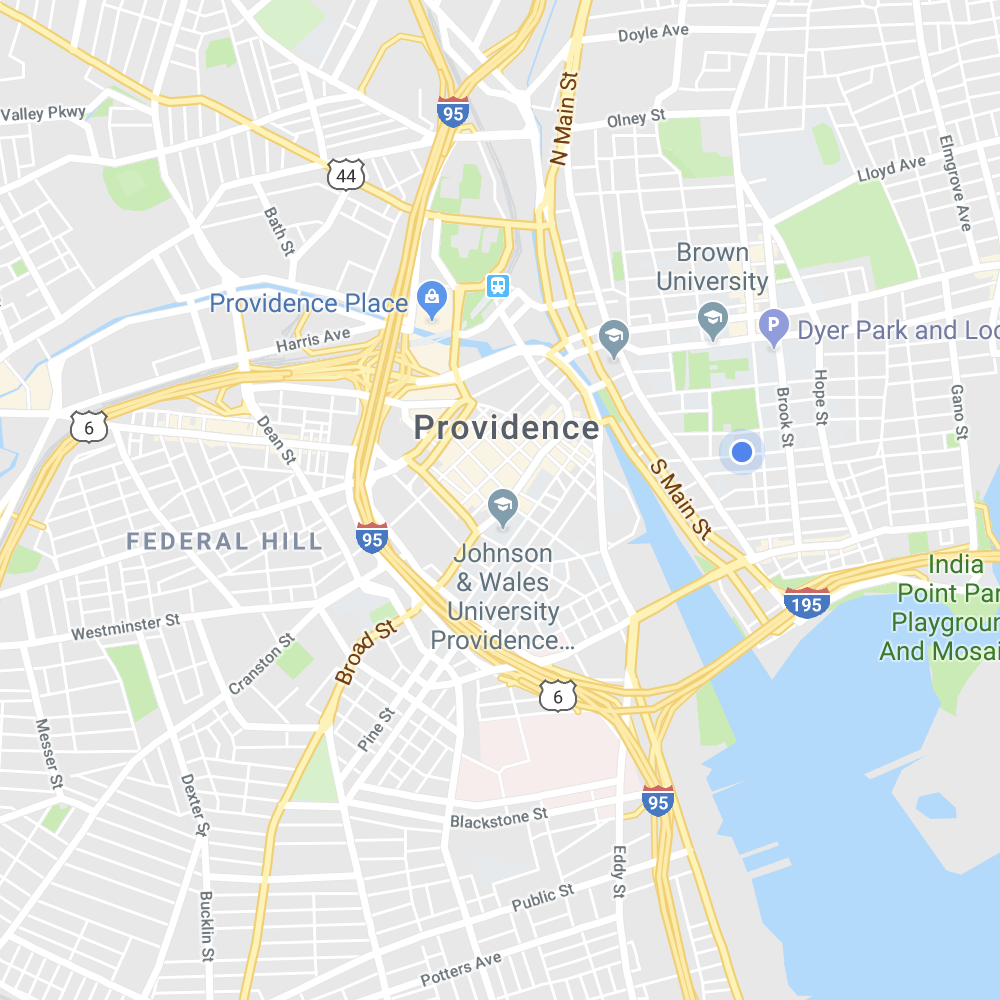 Doyle Ave
Valley Pkwy
95
N Main St
Olney St
Elmgrove Ave
44
Lloyd Ave
Bath St
Brown
University
Providence Place
P
Dyer Park and Loc
Harris Ave
Hope St
Brook St
Gano St
6
Dean St
Providence
S Main St
FEDERAL HILL
95
Johnson
& Wales
University
Providence...
India
Point Par
Playgroun
And Mosai
195
Westminster St
Broad St
Cranston St
6
Pine St
Messer St
Dexter St
95
Blackstone St
Eddy St
Public St
Bucklin St
Potters Ave